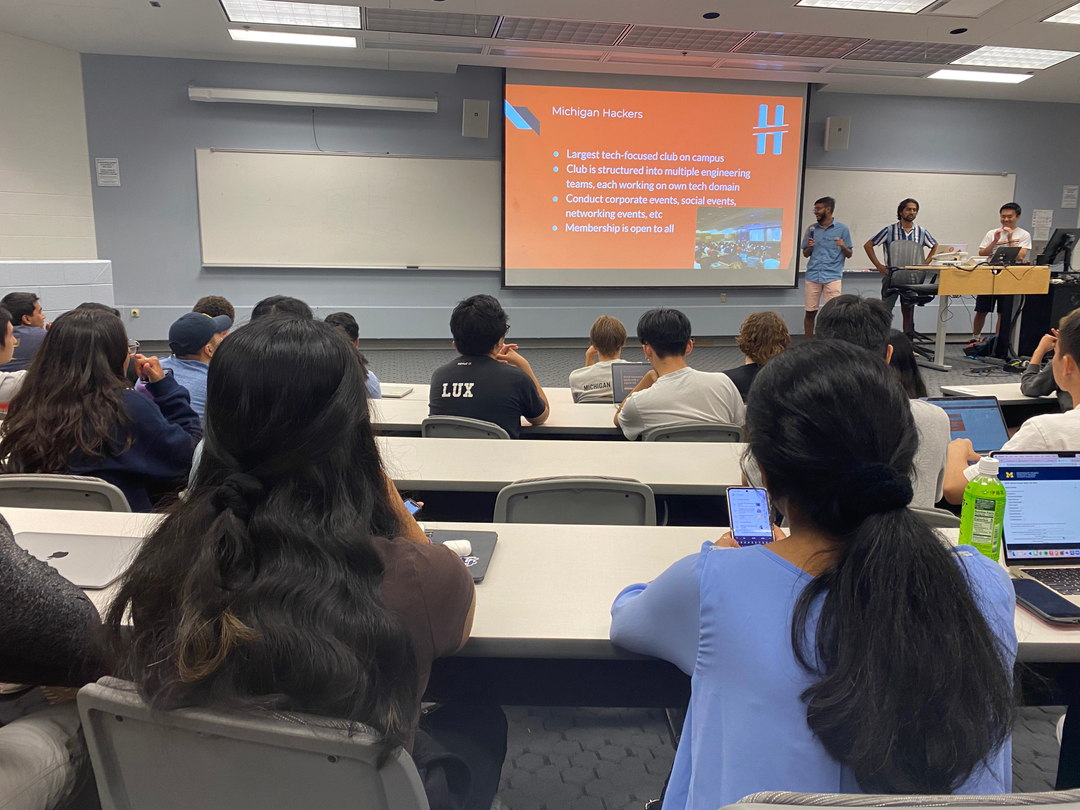 Michigan Hackers
H
Largest tech-focused club on campus
Club is structured into multiple engineering
teams, each working on own tech domain
Conduct corporate events, social events,
networking events, etc
Membership is open to all
LUX
MICHIGAN
M